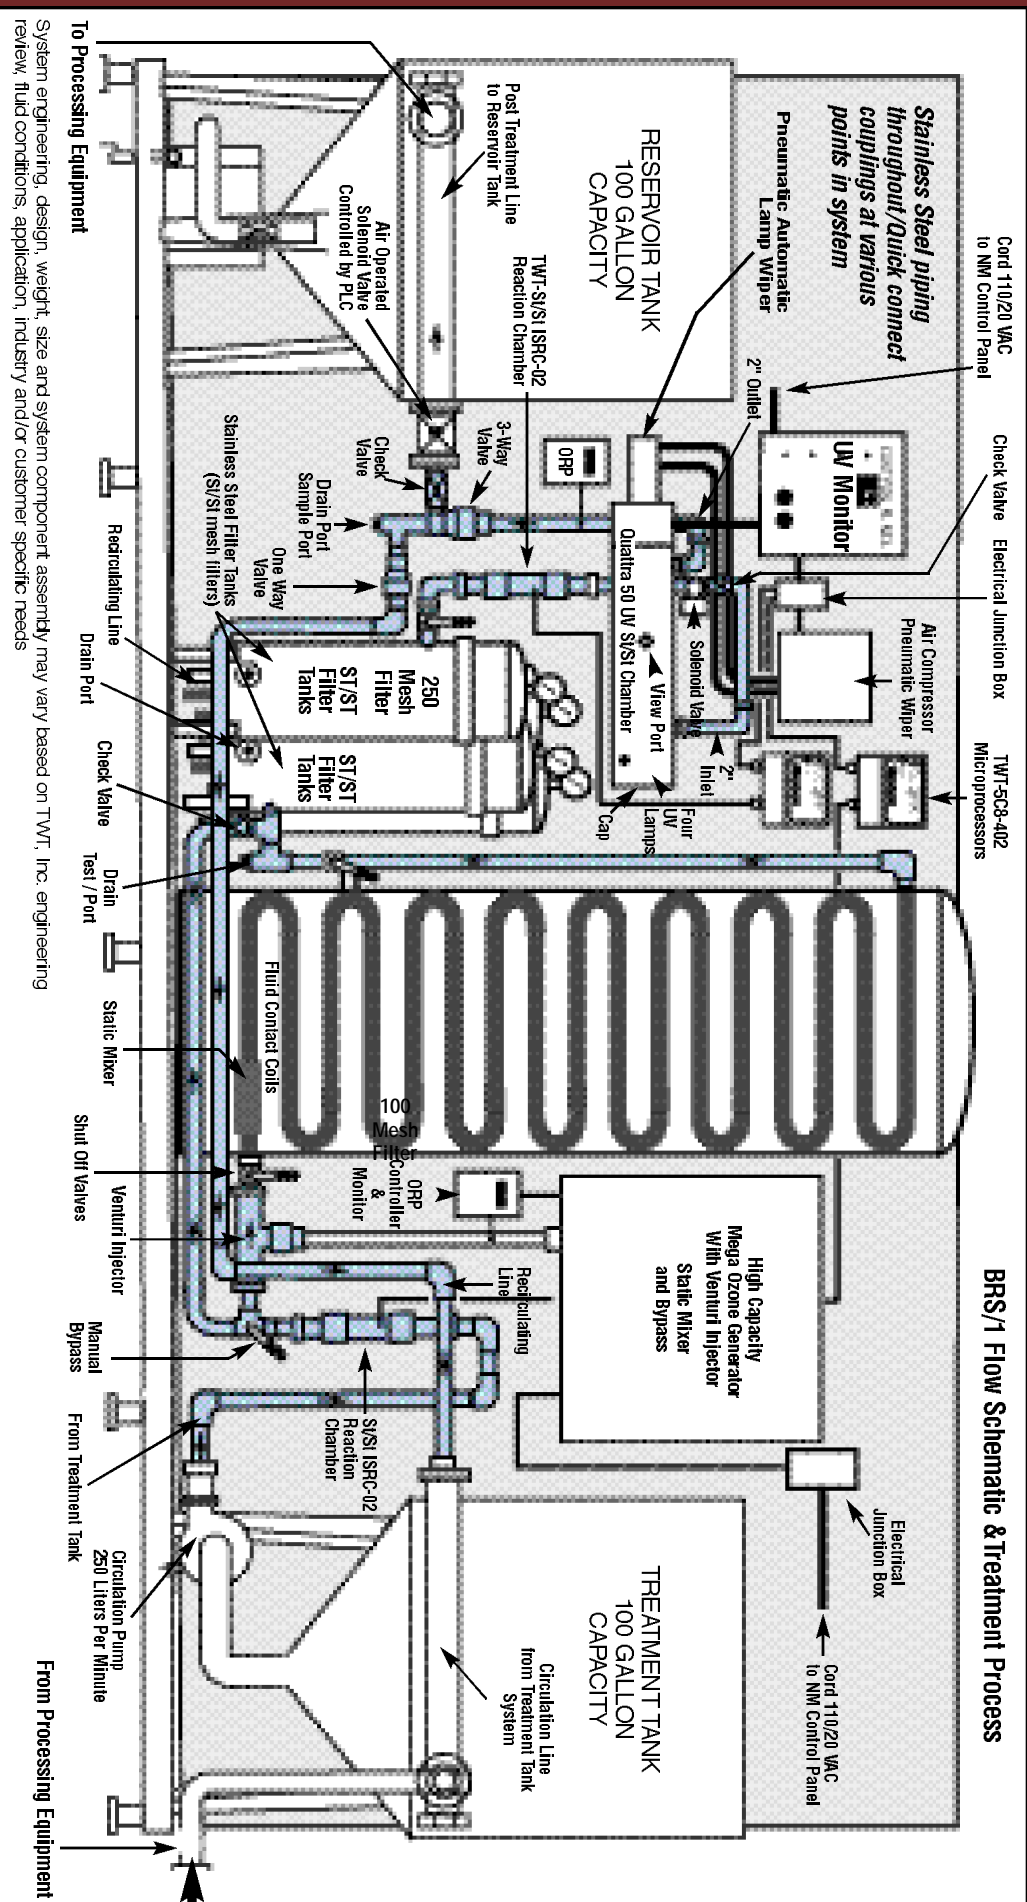 BRS/1 Flow Schematic & Treatment Process
Stainless Steel piping
throughout/Quick connect
couplings at various
points in system
Cord 110/20 VAC
to NM Control Panel
Check Valve
Electrical Junction Box
Air Compressor
Pneumatic Wiper
TWT-5C8-402
Microprocessors
Pneumatic Automatic
Lamp Wiper
2" Outlet
UV Monitor
RESERVOIR TANK
100 GALLON
CAPACITY
Post Treatment Line
to Reservoir Tank
TWT-St/St ISRC-02
Reaction Chamber
ORP
3-Way
Valve
Quattra 50 UV St/St Chamber
View Port
Solenoid Valve
2"
Inlet
Four
UV
Lamps
Cap
Air Operated
Solenoid Valve
Controlled by PLC
Check
Valve
Drain Port
Sample Port
One Way
Valve
Stainless Steel Filter Tanks
(St/St mesh filters)
250
Mesh
Filter
ST/ST
Filter
Tanks
ST/ST
Filter
Tanks
Fluid Contact Coils
100
Mesh
Filter
ORP
Controller
&
Monitor
High Capacity
Mega Ozone Generator
With Venturi Injector
Static Mixer
and Bypass
Recirculating
Line
St/St ISRC-02
Reaction
Chamber
Electrical
Junction Box
Cord 110/20 VAC
to NM Control Panel
TREATMENT TANK
100 GALLON
CAPACITY
Circulation Line
from Treatment Tank
System
To Processing Equipment
Recirculating Line
Drain Port
Check Valve
Drain
Test / Port
Static Mixer
Shut Off Valves
Venturi Injector
Manual
Bypass
From Treatment Tank
Circulation Pump
250 Liters Per Minute
From Processing Equipment
System engineering, design, weight, size and system component assembly may vary based on TWT, Inc. engineering
review, fluid conditions, application, industry and/or customer specific needs